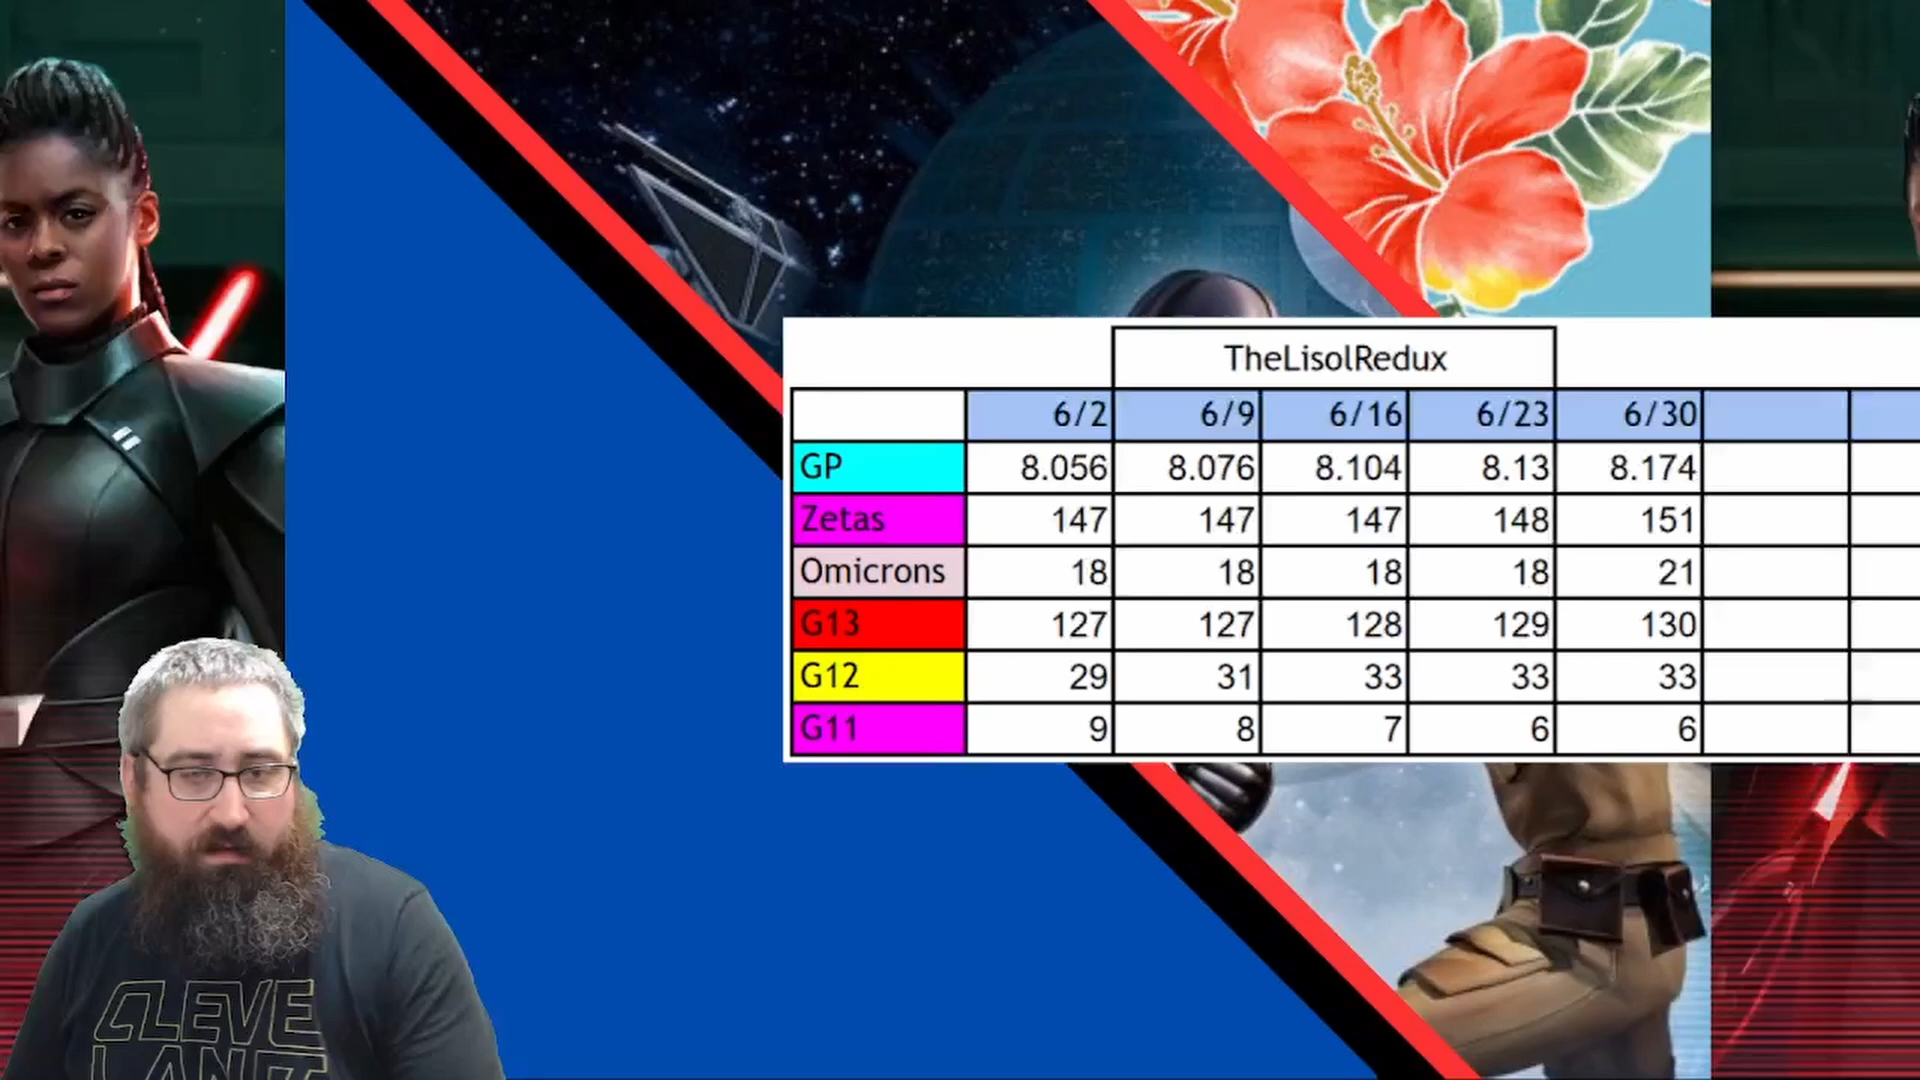 TheLisolRedux
6/2 6/9 6/16 6/23 6/30
GP 8.056 8.076 8.104 8.13 8.174
Zetas 147 147 147 148 151
Omicrons 18 18 18 18 21
G13 127 127 128 129 130
G12 29 31 33 33 33
G11 9 8 7 6 6
CLEVE
LAND